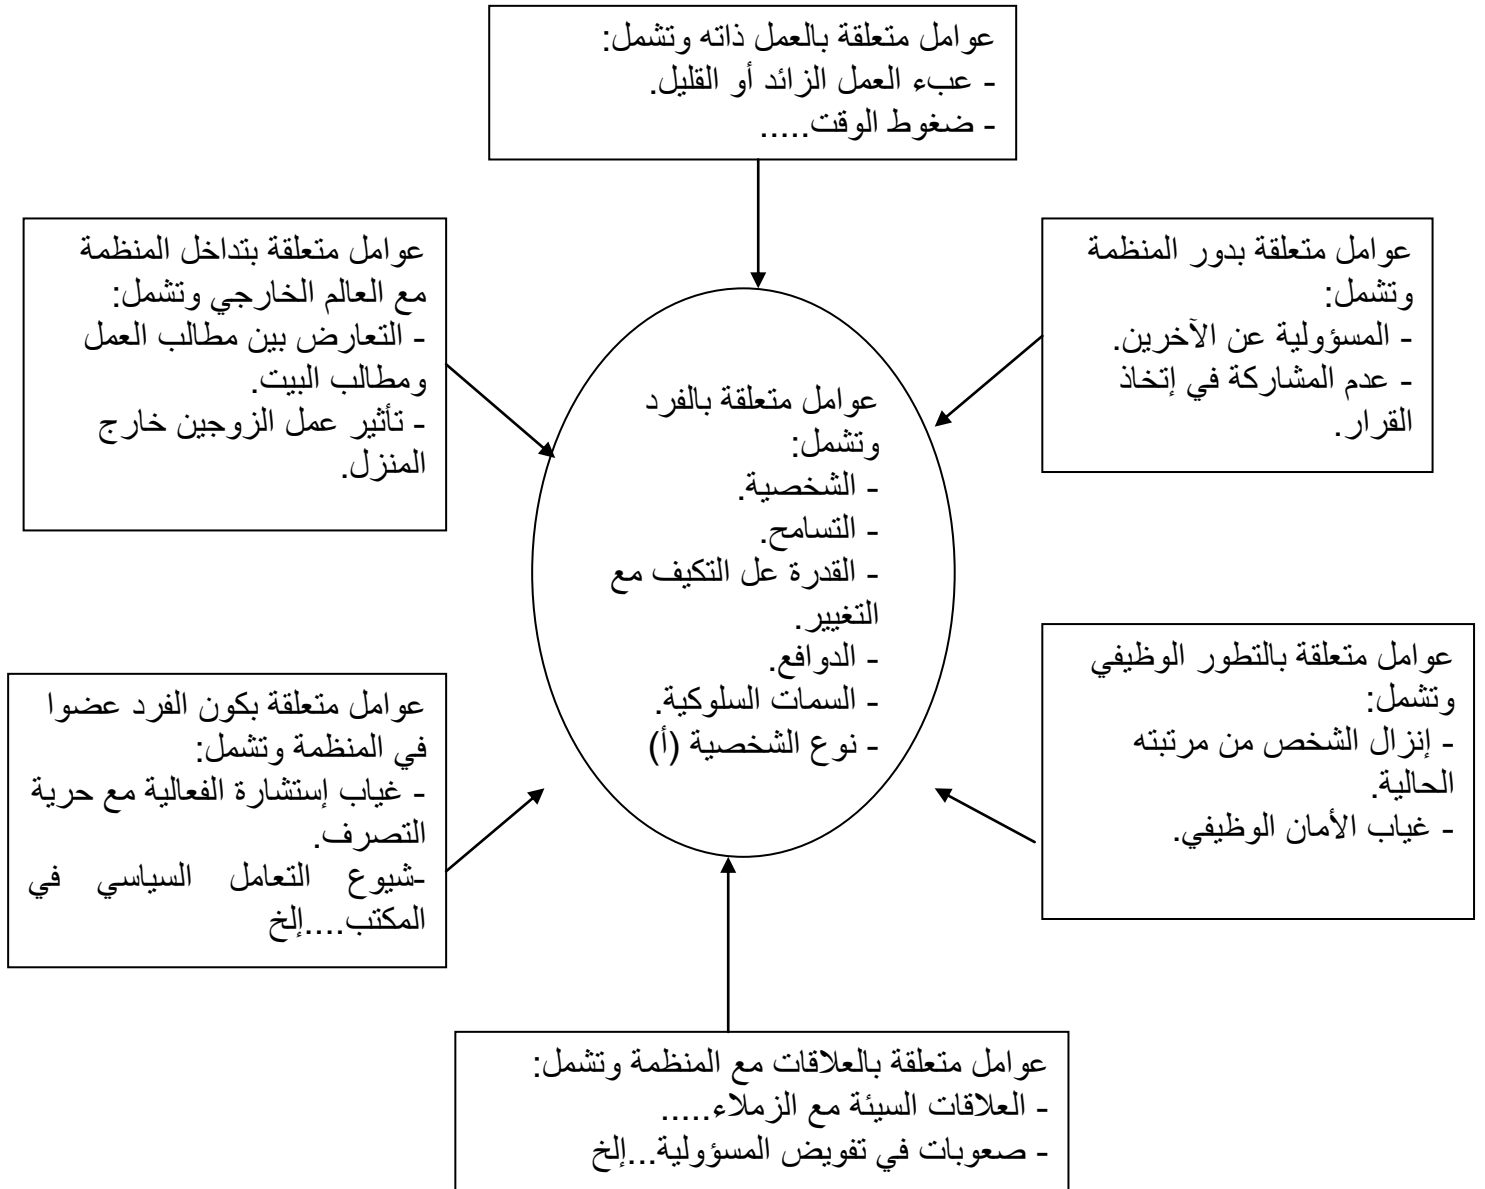 عوامل متعلقة بالعمل ذاته وتشمل:
- عبء العمل الزائد أو القليل.
- ضغوط الوقت.....
عوامل متعلقة بدور المنظمة
وتشمل:
- المسؤولية عن الآخرين.
- عدم المشاركة في إتخاذ
القرار.
عوامل متعلقة بتداخل المنظمة
مع العالم الخارجي وتشمل:
- التعارض بين مطالب العمل
ومطالب البيت.
- تأثير عمل الزوجين خارج
المنزل.
عوامل متعلقة بالفرد
وتشمل:
- الشخصية.
- التسامح.
- القدرة عل التكيف مع
التغيير.
- الدوافع.
- السمات السلوكية.
- نوع الشخصية (أ)
عوامل متعلقة بالتطور الوظيفي
وتشمل:
- إنزال الشخص من مرتبته
الحالية.
- غياب الأمان الوظيفي.
عوامل متعلقة بكون الفرد عضوا
في المنظمة وتشمل:
- غياب إستشارة الفعالية مع حرية
التصرف.
-شيوع التعامل السياسي في
المكتب....إلخ
عوامل متعلقة بالعلاقات مع المنظمة وتشمل:
- العلاقات السيئة مع الزملاء.....
- صعوبات في تفويض المسؤولية...إلخ